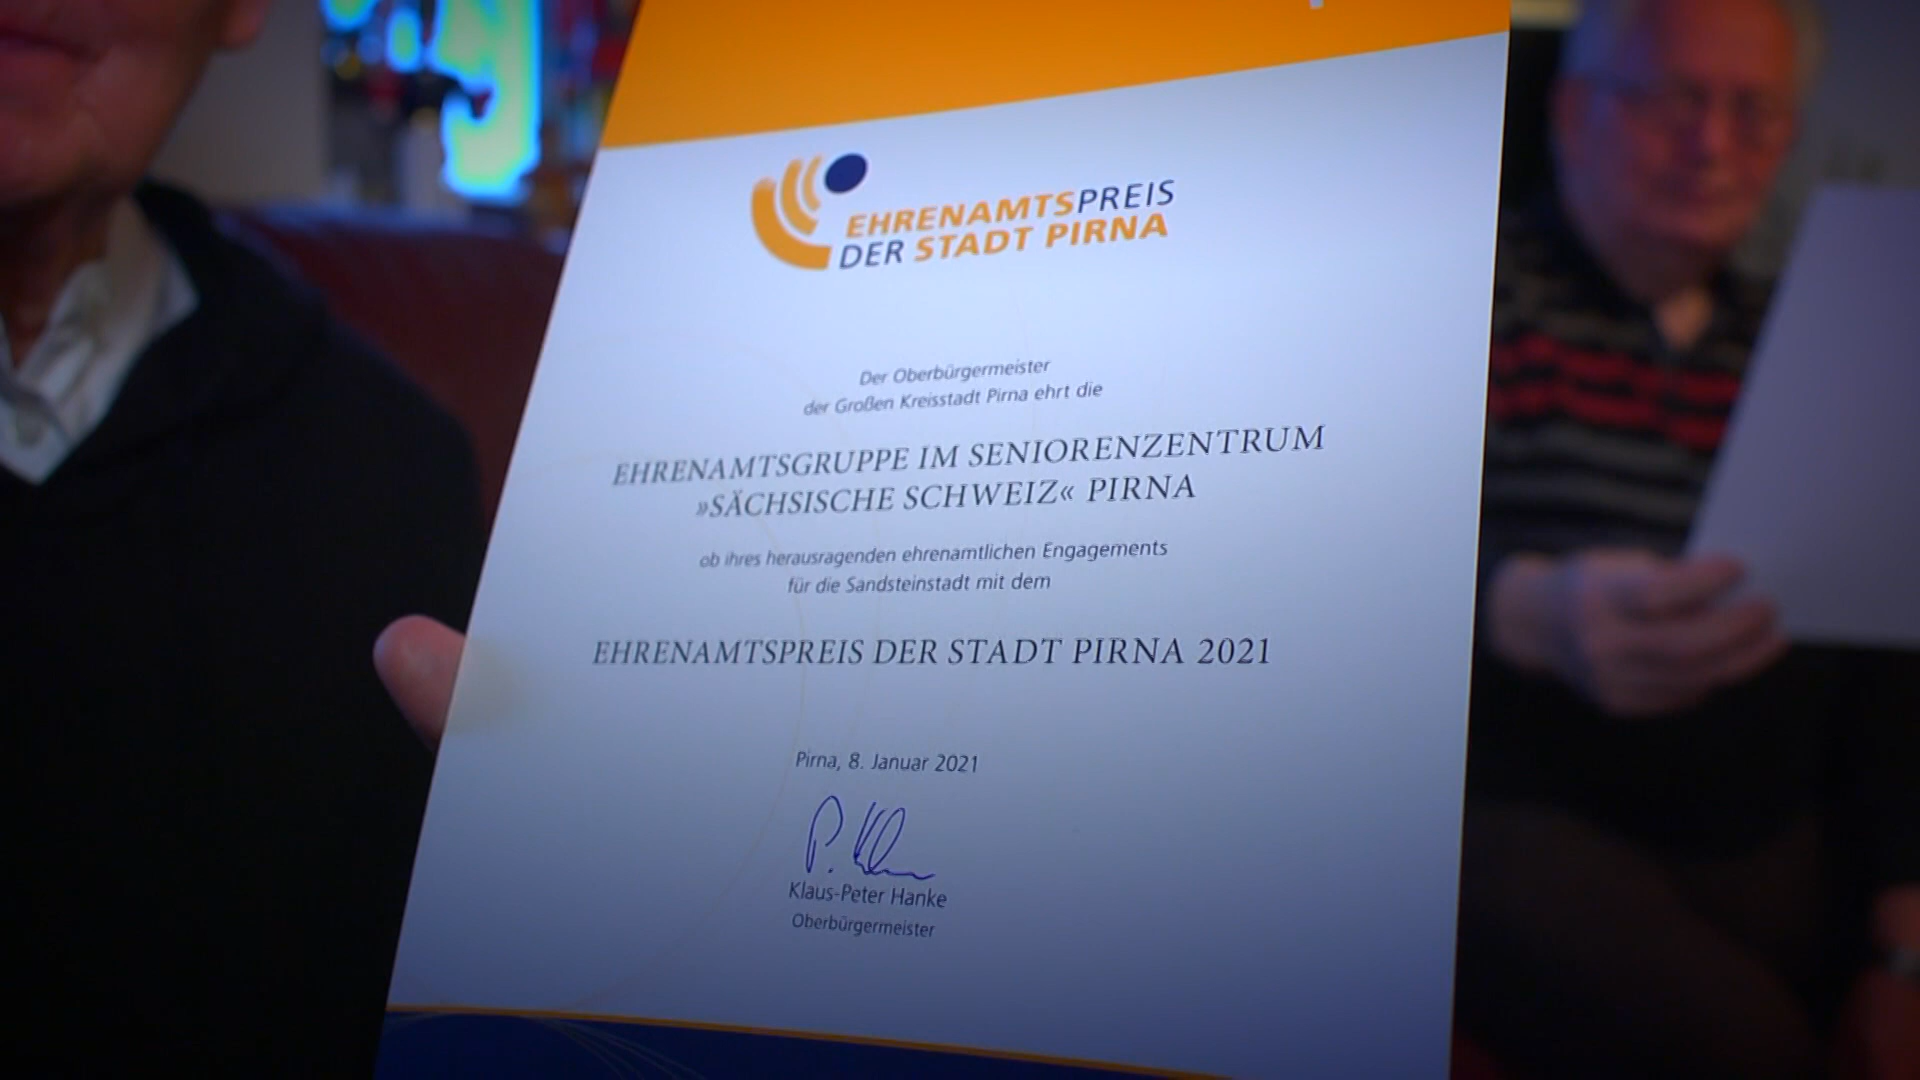 EHRENAMTSPREIS
DER STADT PIRNA
Der Oberbürgermeister
der Großen Kreisstadt Pirna ehrt die
EHRENAMTSGRUPPE IM SENIORENZENTRUM
»SÄCHSISCHE SCHWEIZ« PIRNA
ob ihres herausragenden ehrenamtlichen Engagements
für die Sandsteinstadt mit dem
EHRENAMTSPREIS DER STADT PIRNA 2021
Pirna, 8. Januar 2021
Klaus-Peter Hanke
Oberbürgermeister